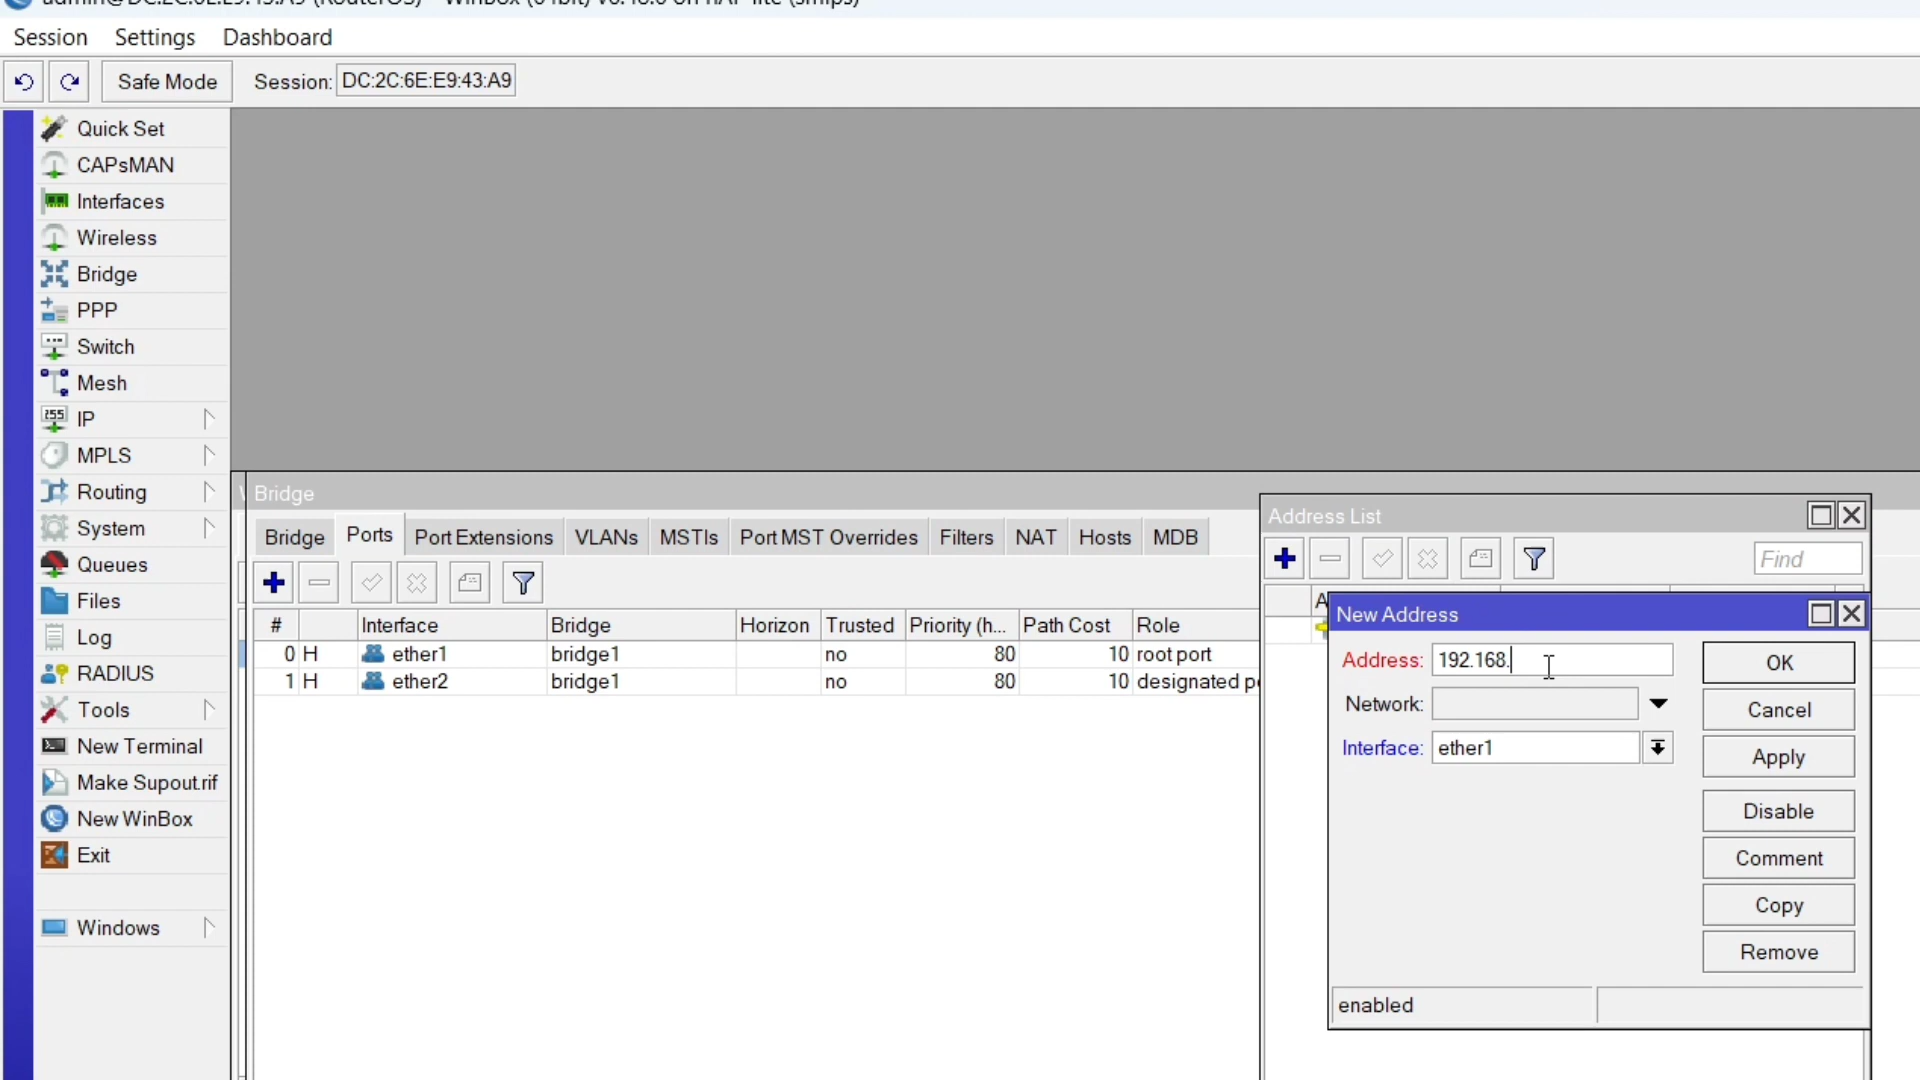 Session Settings Dashboard
Safe Mode Session: DC:2C:6E:E9:43:A9
Quick Set
CAPsMAN
Interfaces
Wireless
Bridge
PPP
Switch
Mesh
255 IP
MPLS
Routing
System
Queues
Files
Log
RADIUS
Tools
New Terminal
Make Supout.rif
New WinBox
Exit
Windows
Bridge
Bridge Ports Port Extensions VLANs MSTIs Port MST Overrides Filters NAT Hosts MDB
# Interface Bridge Horizon Trusted Priority (h... Path Cost Role
0 H ether1 bridge1 no 80 10 root port
1 H ether2 bridge1 no 80 10 designated
Address List
Find
New Address
Address: 192.168.
Network:
Interface: ether1
OK
Cancel
Apply
Disable
Comment
Copy
Remove
enabled